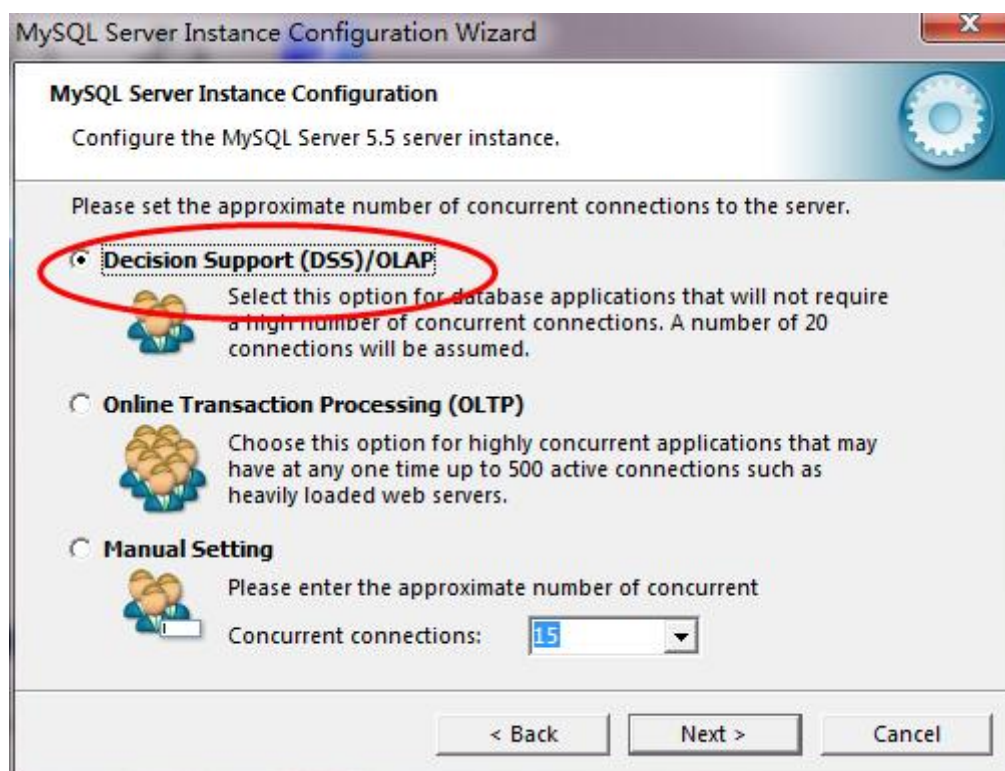 MySQL Server Instance Configuration Wizard
MySQL Server Instance Configuration
Configure the MySQL Server 5.5 server instance.
Please set the approximate number of concurrent connections to the server.
Decision Support (DSS)/OLAP
Select this option for database applications that will not require
a high number of concurrent connections. A number of 20
connections will be assumed.
Online Transaction Processing (OLTP)
Choose this option for highly concurrent applications that may
have at any one time up to 500 active connections such as
heavily loaded web servers.
Manual Setting
Please enter the approximate number of concurrent
Concurrent connections: 15
< Back Next > Cancel